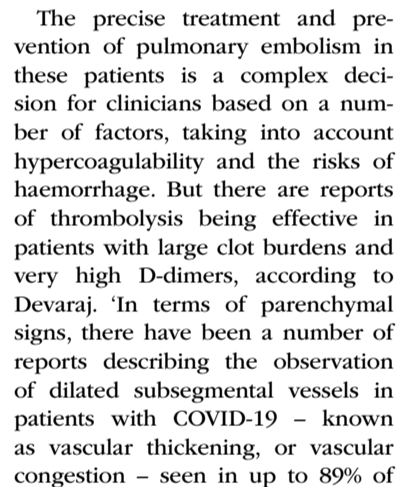 The precise treatment and pre-
vention of pulmonary embolism in
these patients is a complex deci-
sion for clinicians based on a num-
ber of factors, taking into account
hypercoagulability and the risks of
haemorrhage. But there are reports
of thrombolysis being effective in
patients with large clot burdens and
very high D-dimers, according to
Devaraj. ‘In terms of parenchymal
signs, there have been a number of
reports describing the observation
of dilated subsegmental vessels in
patients with COVID-19 – known
as vascular thickening, or vascular
congestion – seen in up to 89% of